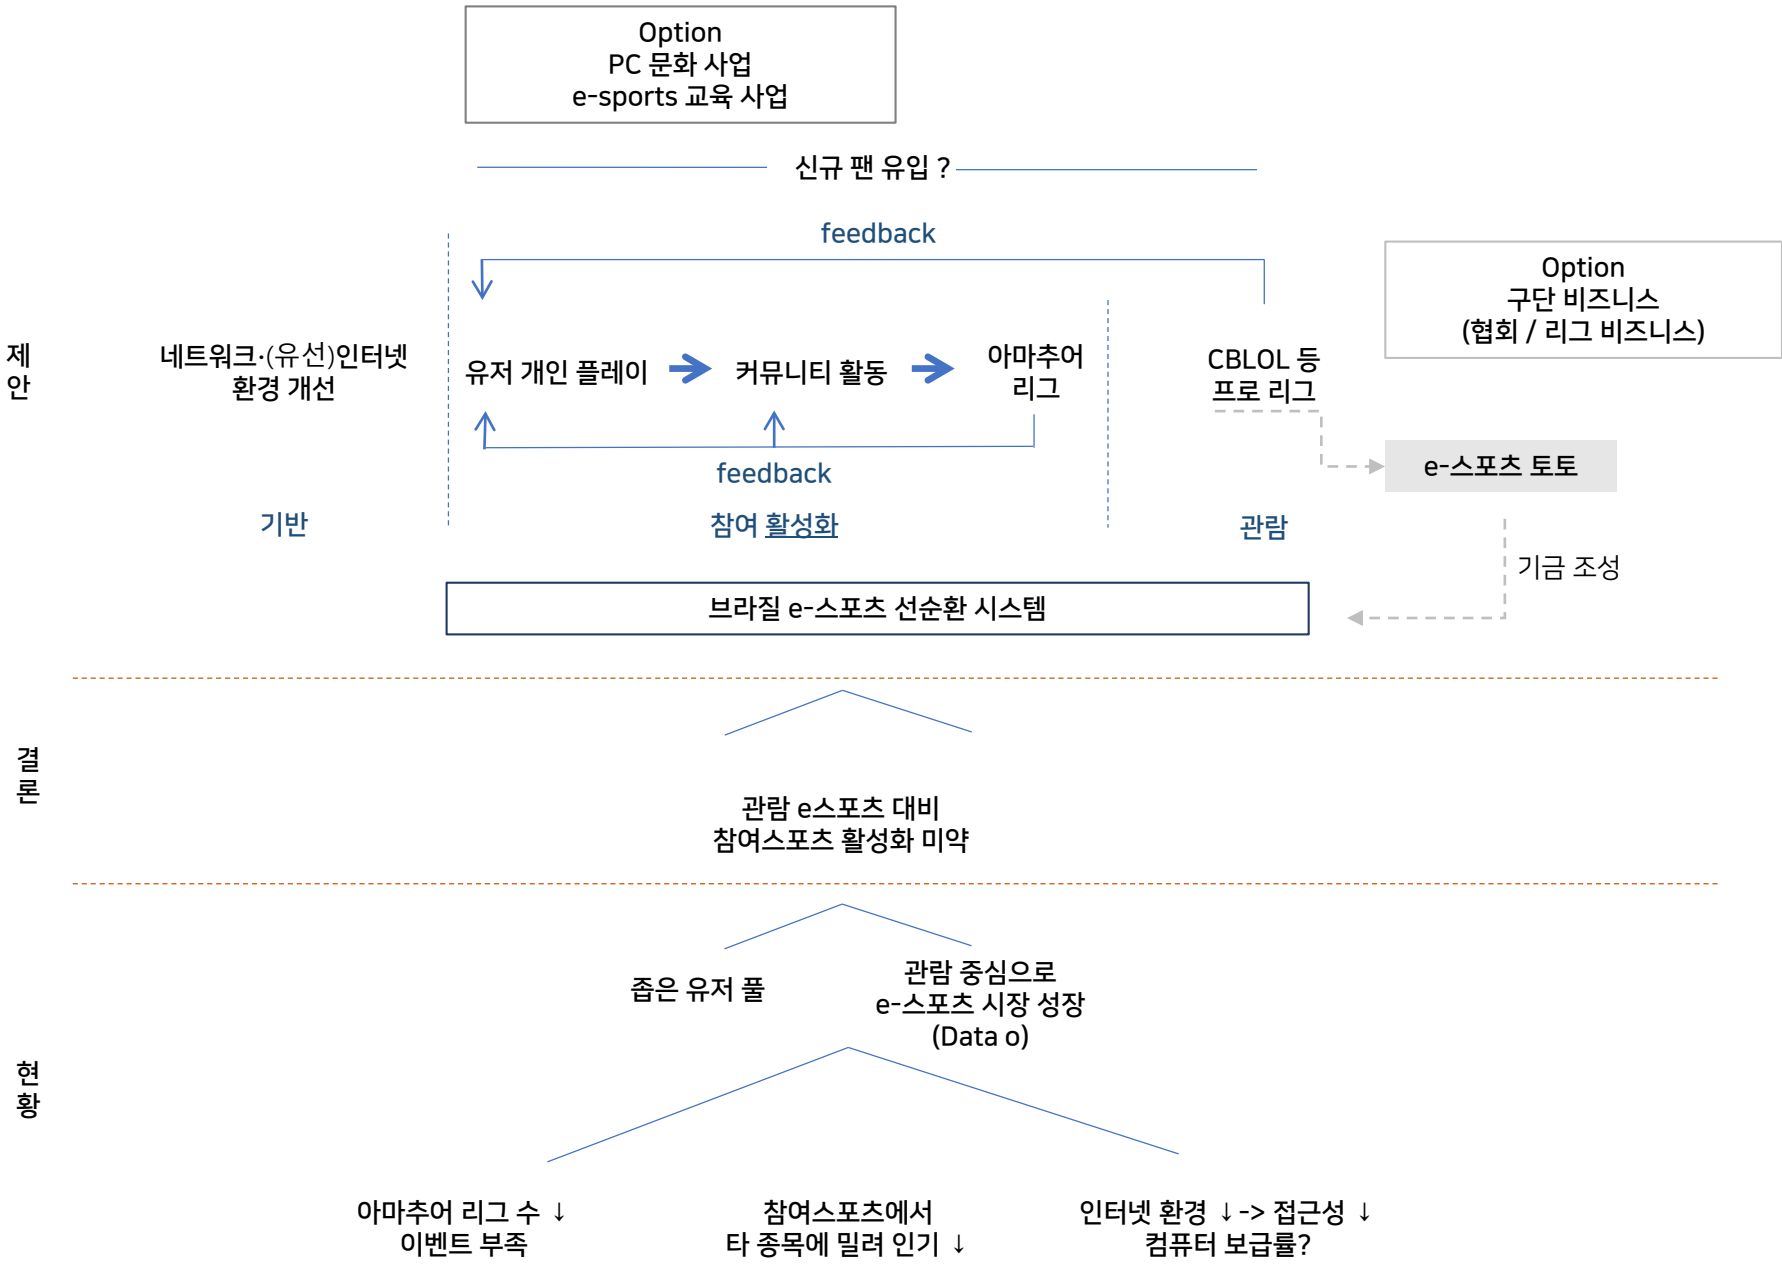 Option
PC 문화 사업
e-sports 교육 사업
신규 팬 유입 ?
feedback
Option
구단 비즈니스
(협회 / 리그 비즈니스)
제
안
네트워크·(유선)인터넷
환경 개선
유저 개인 플레이
커뮤니티 활동
아마추어
리그
CBLOL 등
프로 리그
e-스포츠 토토
feedback
기반
참여 활성화
관람
기금 조성
브라질 e-스포츠 선순환 시스템
결
론
관람 e스포츠 대비
참여스포츠 활성화 미약
현
황
좁은 유저 풀
관람 중심으로
e-스포츠 시장 성장
(Data o)
아마추어 리그 수 ↓
이벤트 부족
참여스포츠에서
타 종목에 밀려 인기 ↓
인터넷 환경 ↓-> 접근성 ↓
컴퓨터 보급률?